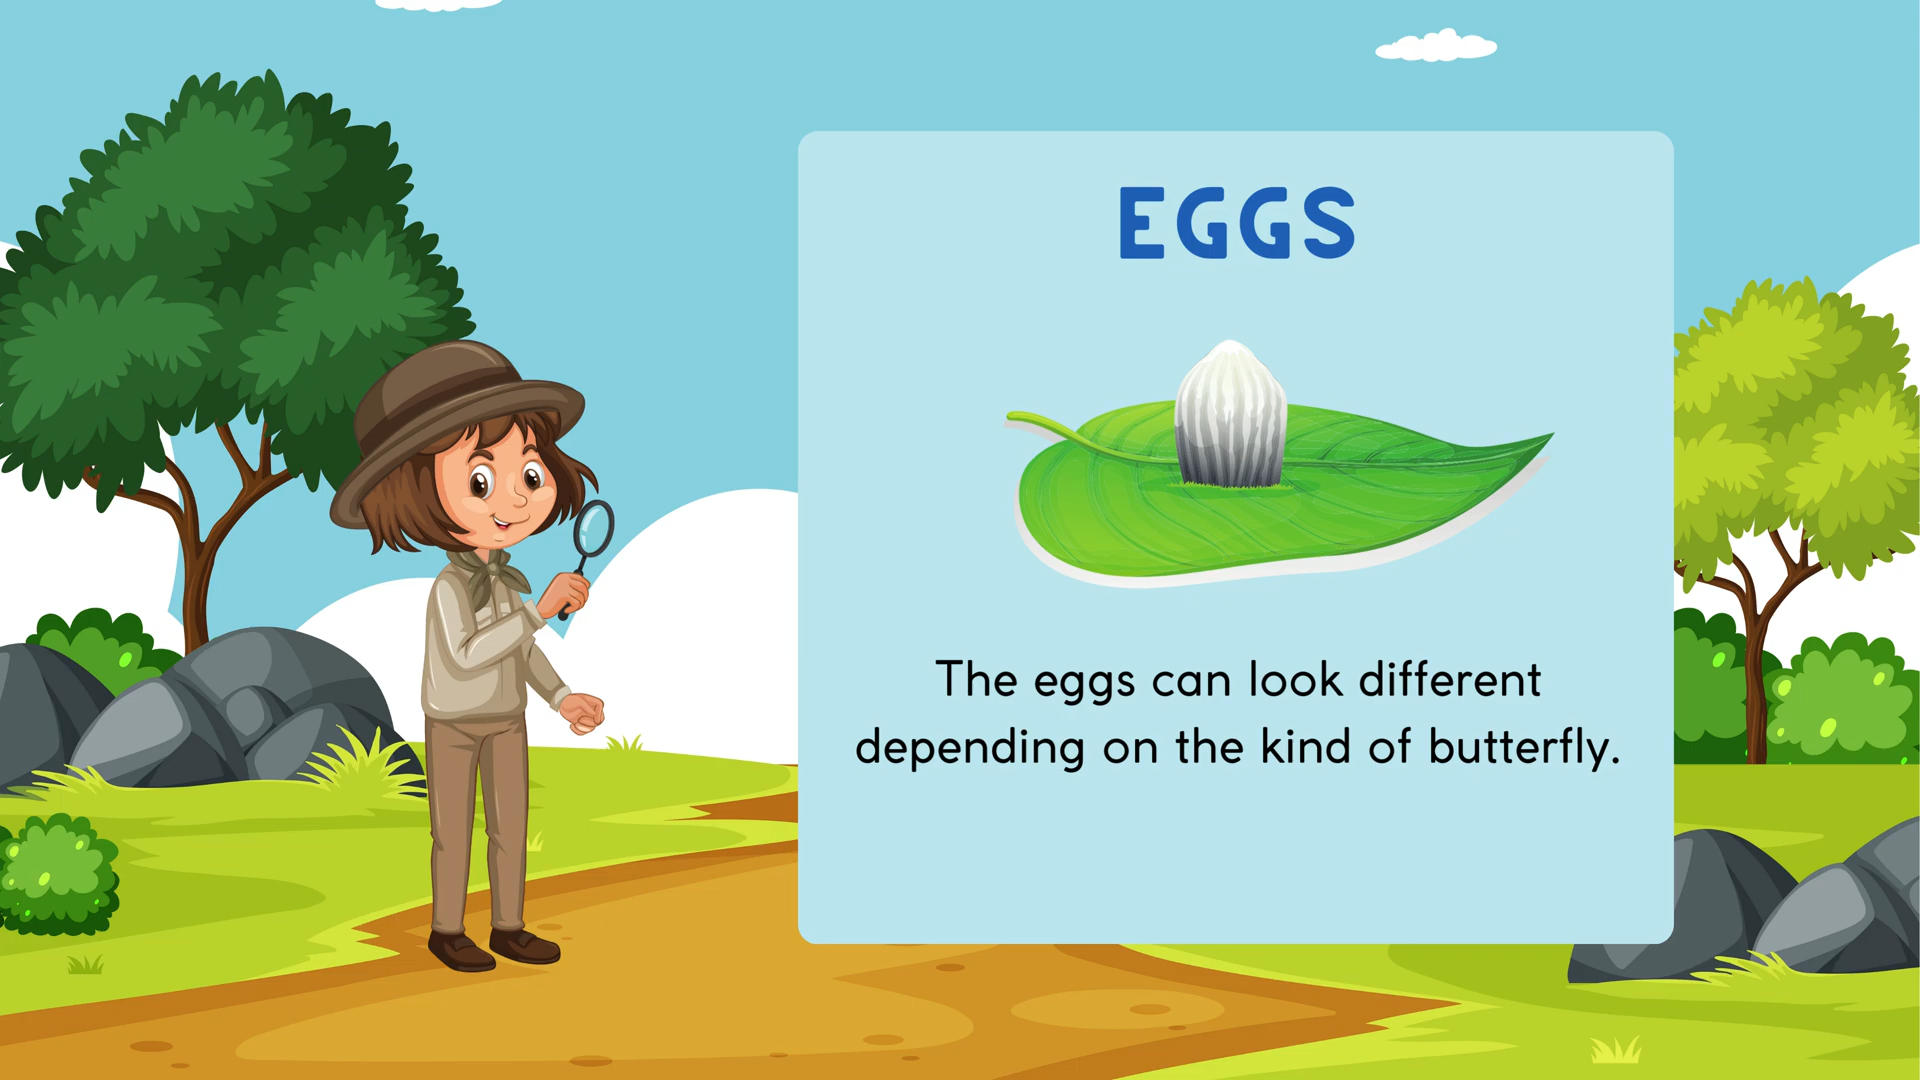 EGGS
The eggs can look different
depending on the kind of butterfly.